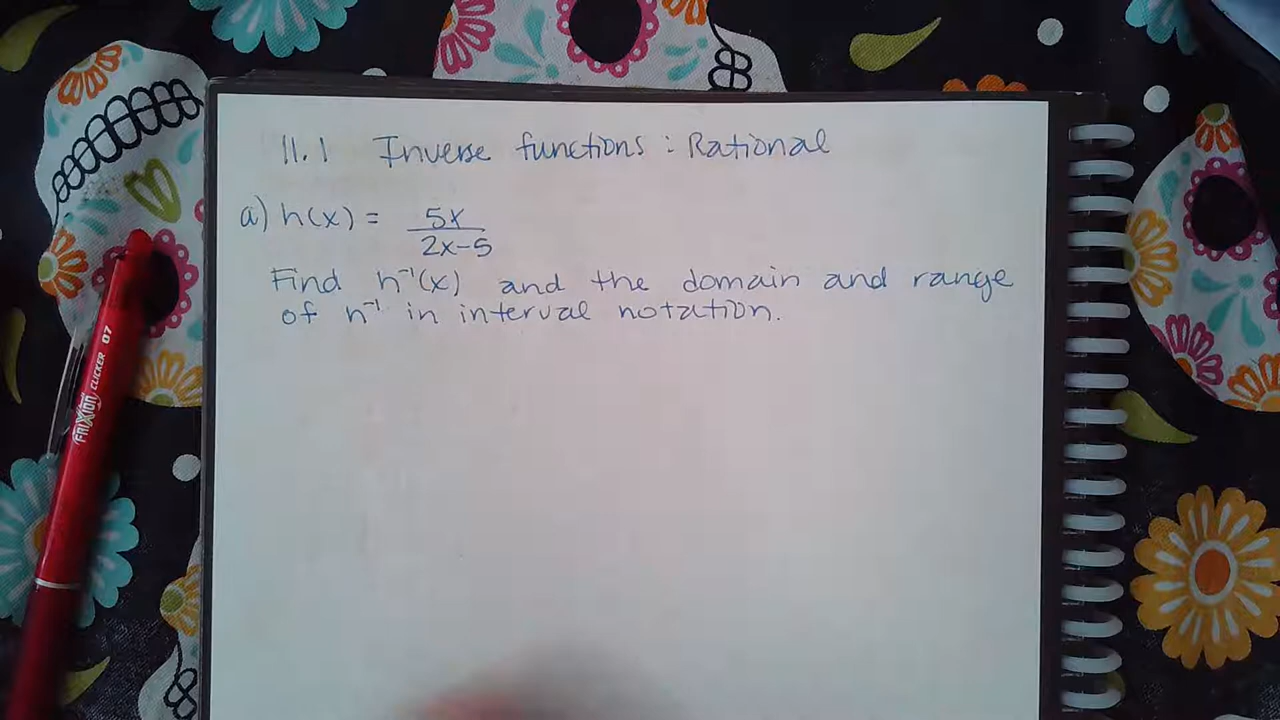 11.1 Inverse functions : Rational
a) h(x) = 5x / 2x-5
Find h⁻¹(x) and the domain and range
of h⁻¹ in interval notation.
FRIXION CLICKER 07